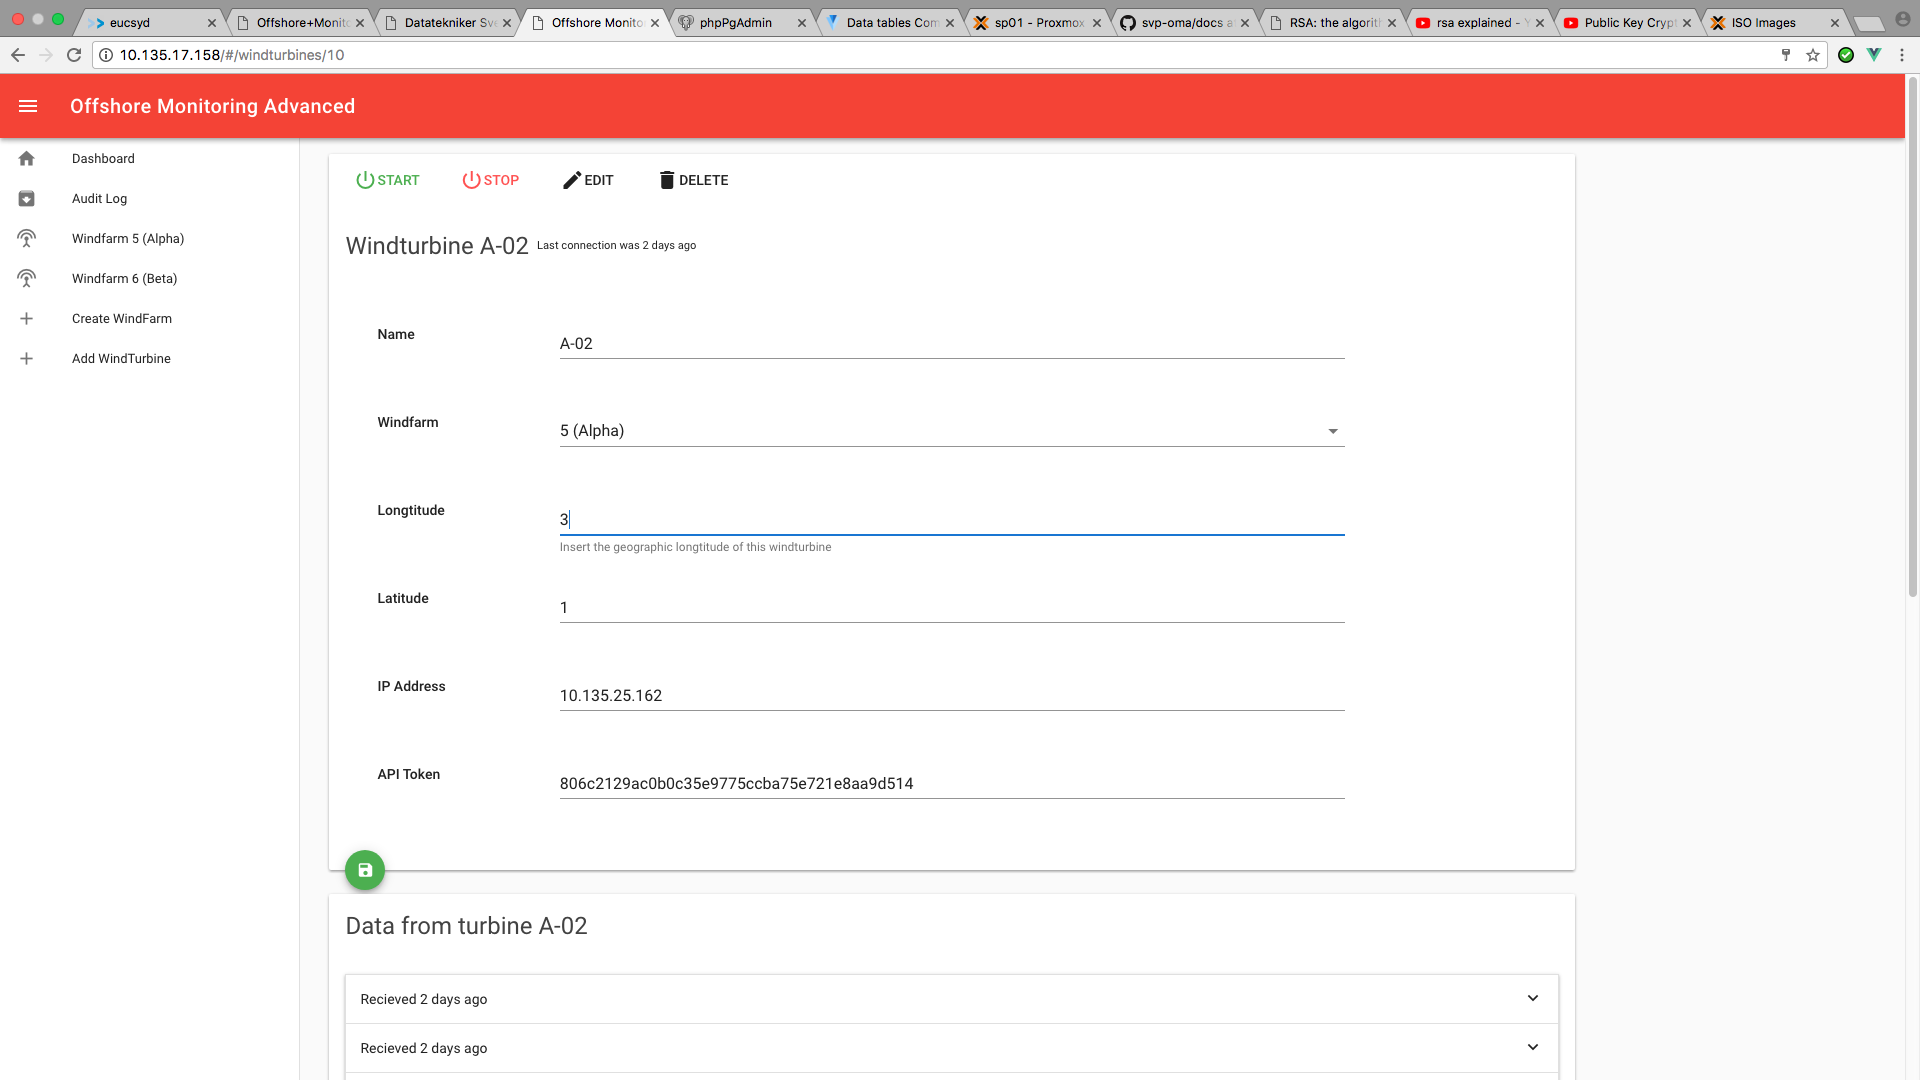 eucsyd
Offshore+Monito
Datatekniker Sve
Offshore Monito
phpPgAdmin
Data tables Com
sp01 - Proxmox
svp-oma/docs a
RSA: the algorith
rsa explained - Y
Public Key Crypt
ISO Images
10.135.17.158/#/windturbines/10
Offshore Monitoring Advanced
Dashboard
Audit Log
Windfarm 5 (Alpha)
Windfarm 6 (Beta)
Create WindFarm
Add WindTurbine
START
STOP
EDIT
DELETE
Windturbine A-02 Last connection was 2 days ago
Name
A-02
Windfarm
5 (Alpha)
Longtitude
3
Insert the geographic longtitude of this windturbine
Latitude
1
IP Address
10.135.25.162
API Token
806c2129ac0b0c35e9775ccba75e721e8aa9d514
Data from turbine A-02
Recieved 2 days ago
Recieved 2 days ago